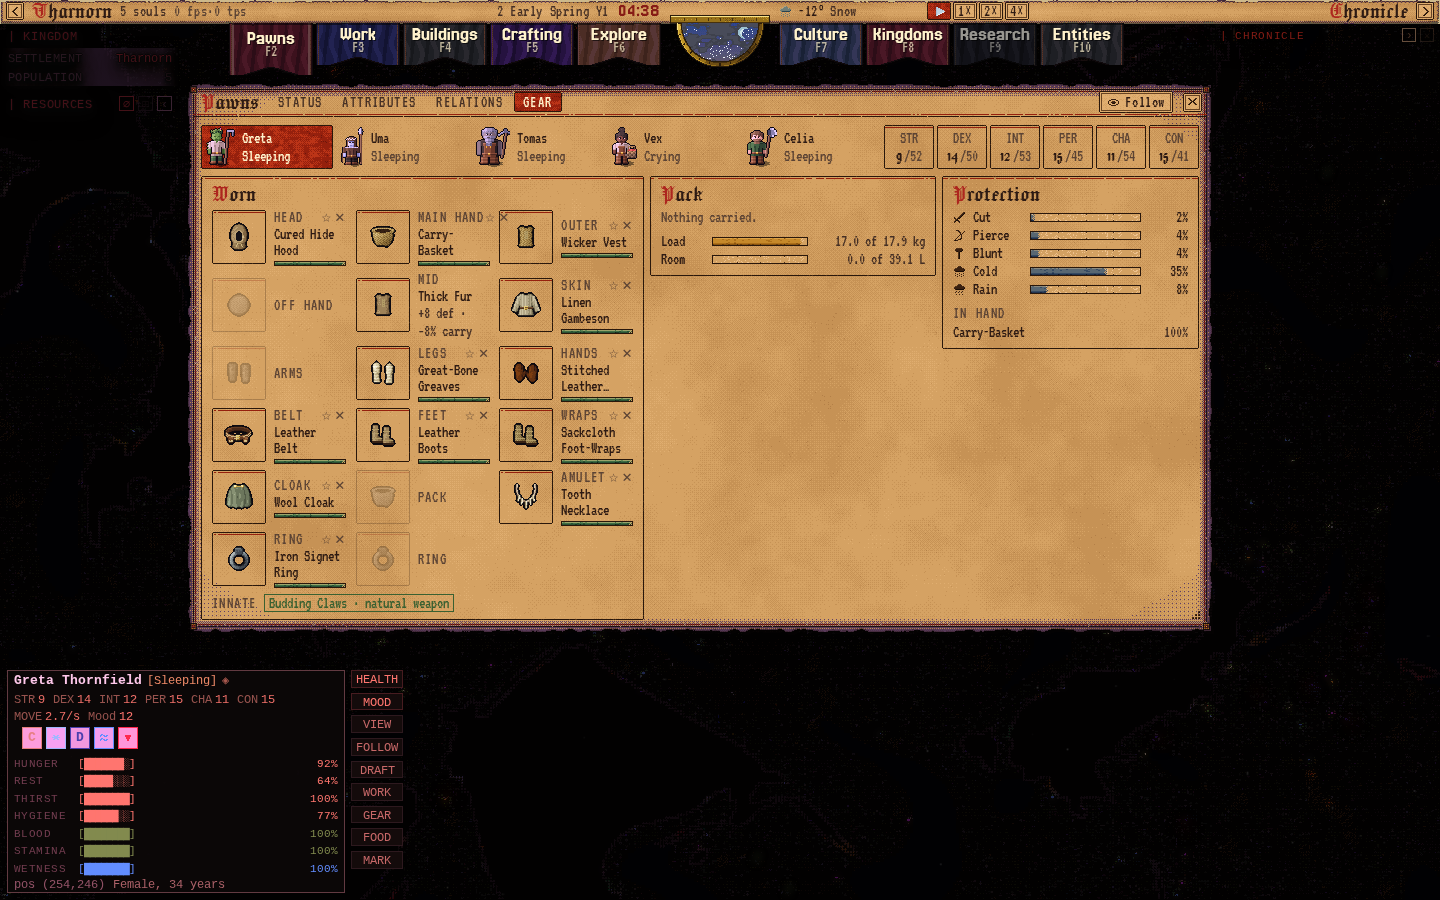 Tharnorn 5 souls 0 fps·0 tps 2 Early Spring Y1 04:38 -12° Snow 1X 2X 4X Chronicle
KINGDOM
SETTLEMENT Tharnorn
POPULATION 5
RESOURCES
Pawns F2
Work F3
Buildings F4
Crafting F5
Explore F6
Culture F7
Kingdoms F8
Research F9
Entities F10
CHRONICLE
Pawns STATUS ATTRIBUTES RELATIONS GEAR Follow
Greta Sleeping
Uma Sleeping
Tomas Sleeping
Vex Crying
Celia Sleeping
STR 9 /52
DEX 14 /50
INT 12 /53
PER 15 /45
CHA 11 /54
CON 15 /41
Worn
HEAD
Cured Hide
Hood
MAIN HAND
Carry-
Basket
OUTER
Wicker Vest
OFF HAND
MID
Thick Fur
+8 def ·
-8% carry
SKIN
Linen
Gambeson
ARMS
LEGS
Great-Bone
Greaves
HANDS
Stitched
Leather…
BELT
Leather
Belt
FEET
Leather
Boots
WRAPS
Sackcloth
Foot-Wraps
CLOAK
Wool Cloak
PACK
AMULET
Tooth
Necklace
RING
Iron Signet
Ring
RING
INNATE Budding Claws · natural weapon
Pack
Nothing carried.
Load 17.0 of 17.9 kg
Room 0.0 of 39.1 L
Protection
Cut 2%
Pierce 4%
Blunt 4%
Cold 35%
Rain 8%
IN HAND
Carry-Basket 100%
Greta Thornfield [Sleeping]
STR 9 DEX 14 INT 12 PER 15 CHA 11 CON 15
MOVE 2.7/s Mood 12
C D ≈ ▼
HUNGER [ ] 92%
REST [ ] 64%
THIRST [ ] 100%
HYGIENE [ ] 77%
BLOOD [ ] 100%
STAMINA [ ] 100%
WETNESS [ ] 100%
pos (254,246) Female, 34 years
HEALTH
MOOD
VIEW
FOLLOW
DRAFT
WORK
GEAR
FOOD
MARK